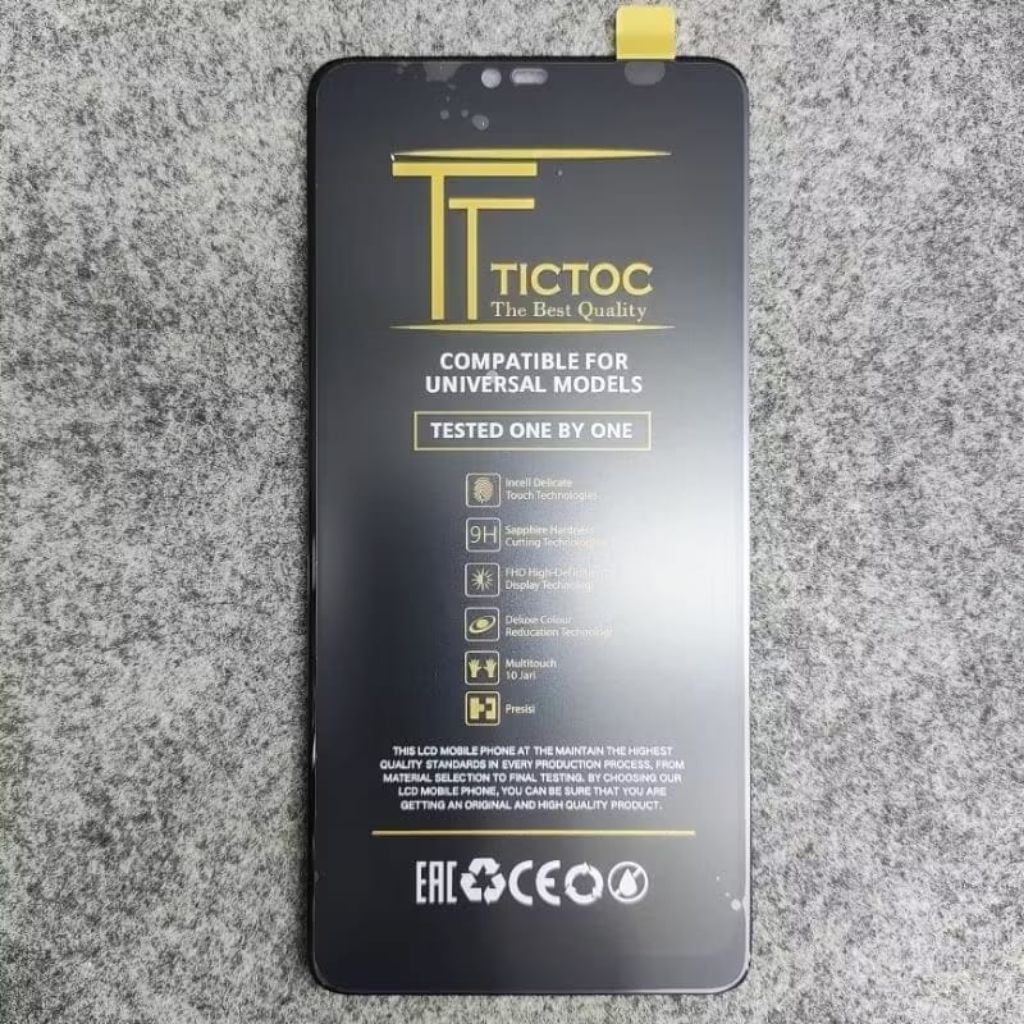 TT
TICTOC
The Best Quality
COMPATIBLE FOR
UNIVERSAL MODELS
TESTED ONE BY ONE
Incell Delicate
Touch Technologies
9H
Sapphire Hardness
Cutting Technologies
FHD High-Definition
Display Technology
Deluxe Colour
Reducation Technology
Multitouch
10 Jari
Presisi
THIS LCD MOBILE PHONE AT THE MAINTAIN THE HIGHEST
QUALITY STANDARDS IN EVERY PRODUCTION PROCESS, FROM
MATERIAL SELECTION TO FINAL TESTING. BY CHOOSING OUR
LCD MOBILE PHONE, YOU CAN BE SURE THAT YOU ARE
GETTING AN ORIGINAL AND HIGH QUALITY PRODUCT.
EAC CE